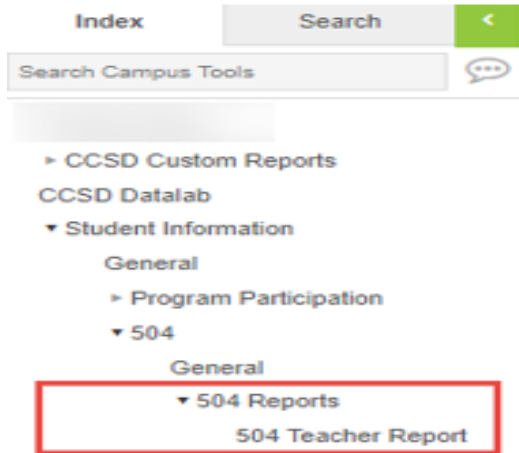 Index Search <
Search Campus Tools
CCSD Custom Reports
CCSD Datalab
Student Information
General
Program Participation
504
General
504 Reports
504 Teacher Report